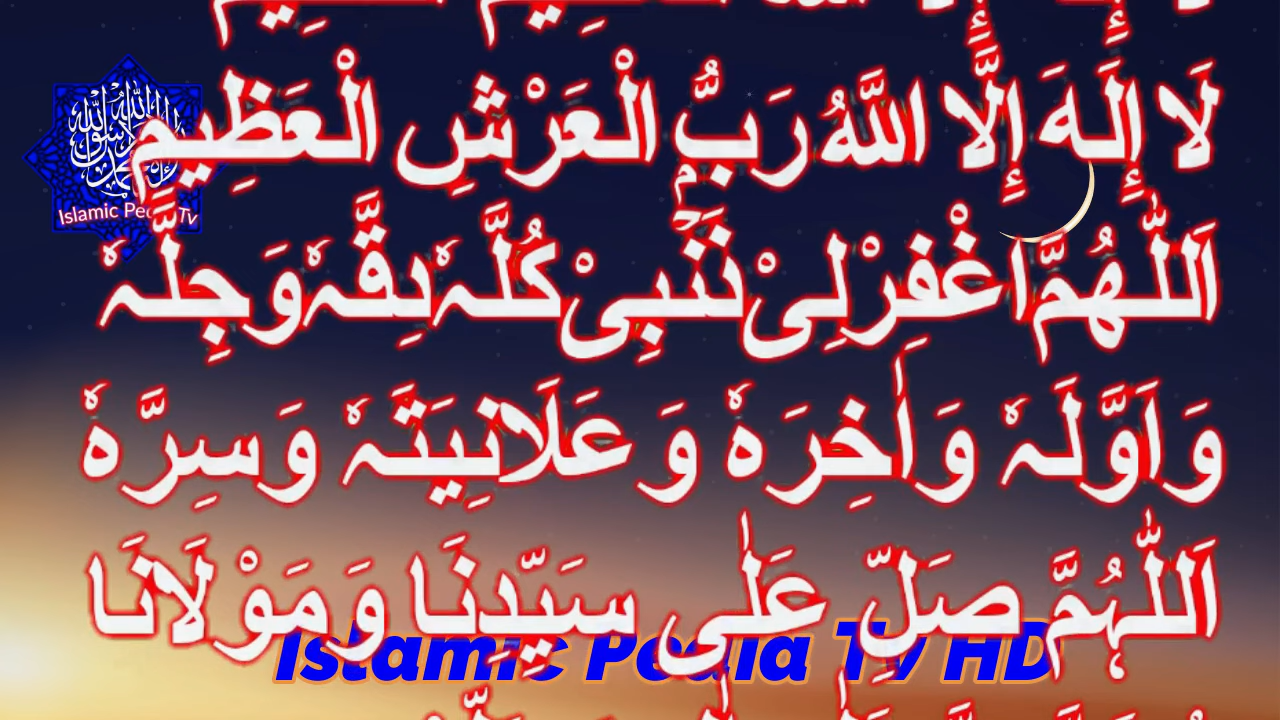 لَا إِلَهَ إِلَّا اللَّهُ رَبُّ الْعَرْشِ الْعَظِيمِ
اَللّٰهُمَّ اغْفِرْلِیْ نَنْۢبِیْ کُلَّہٗ دِقَّہٗ وَجِلَّہٗ
وَاَوَّلَہٗ وَاٰخِرَہٗ وَ عَلَانِیَتَہٗ وَسِرَّہٗ
اَللّٰہُمَّ صَلِّ عَلٰی سَیِّدِنَا وَمَوْلَانَا
Islamic Pedia Tv
Islamic Pedia Tv HD